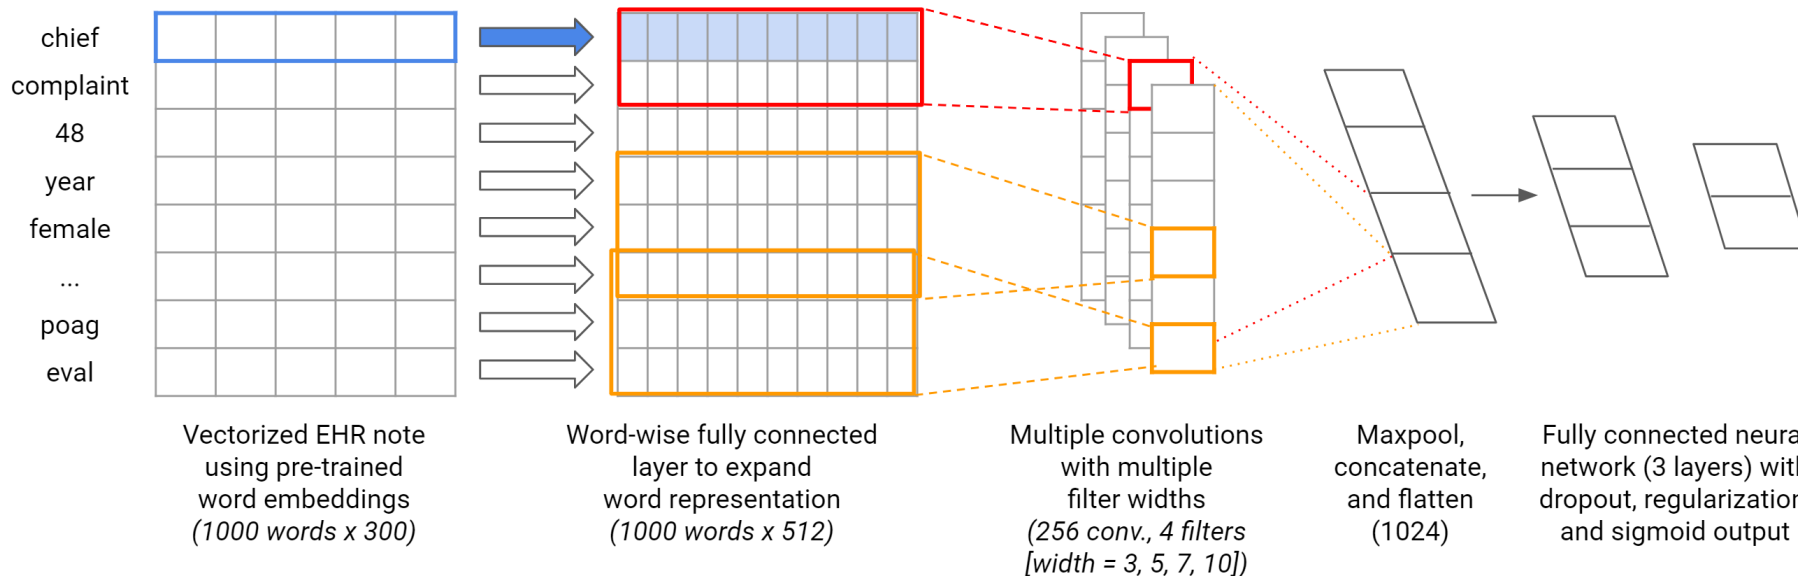 chief
complaint
48
year
female
...
poag
eval
Vectorized EHR note
using pre-trained
word embeddings
(1000 words x 300)
Word-wise fully connected
layer to expand
word representation
(1000 words x 512)
Multiple convolutions
with multiple
filter widths
(256 conv., 4 filters
[width = 3, 5, 7, 10])
Maxpool,
concatenate,
and flatten
(1024)
Fully connected neura
network (3 layers) wit
dropout, regularization
and sigmoid output